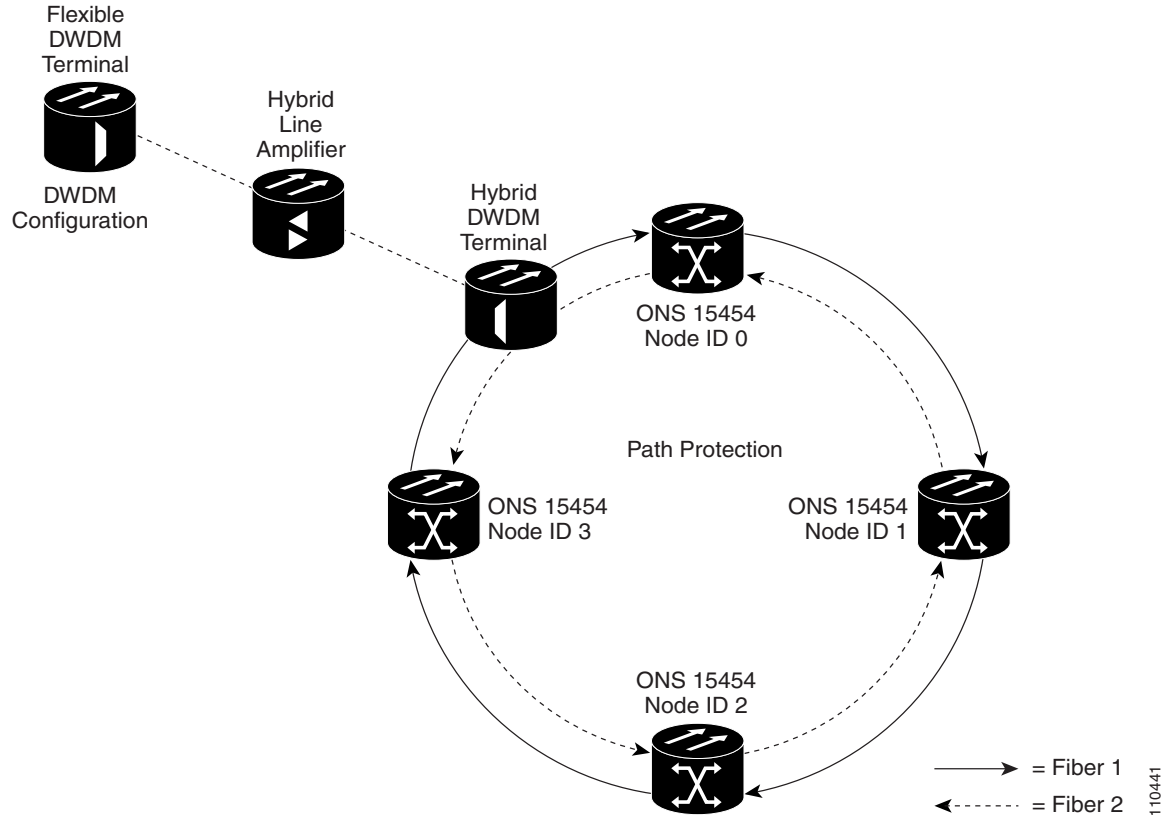 Flexible
DWDM
Terminal
DWDM
Configuration
Hybrid
Line
Amplifier
Hybrid
DWDM
Terminal
ONS 15454
Node ID 0
Path Protection
ONS 15454
Node ID 3
ONS 15454
Node ID 1
ONS 15454
Node ID 2
= Fiber 1
= Fiber 2
110441